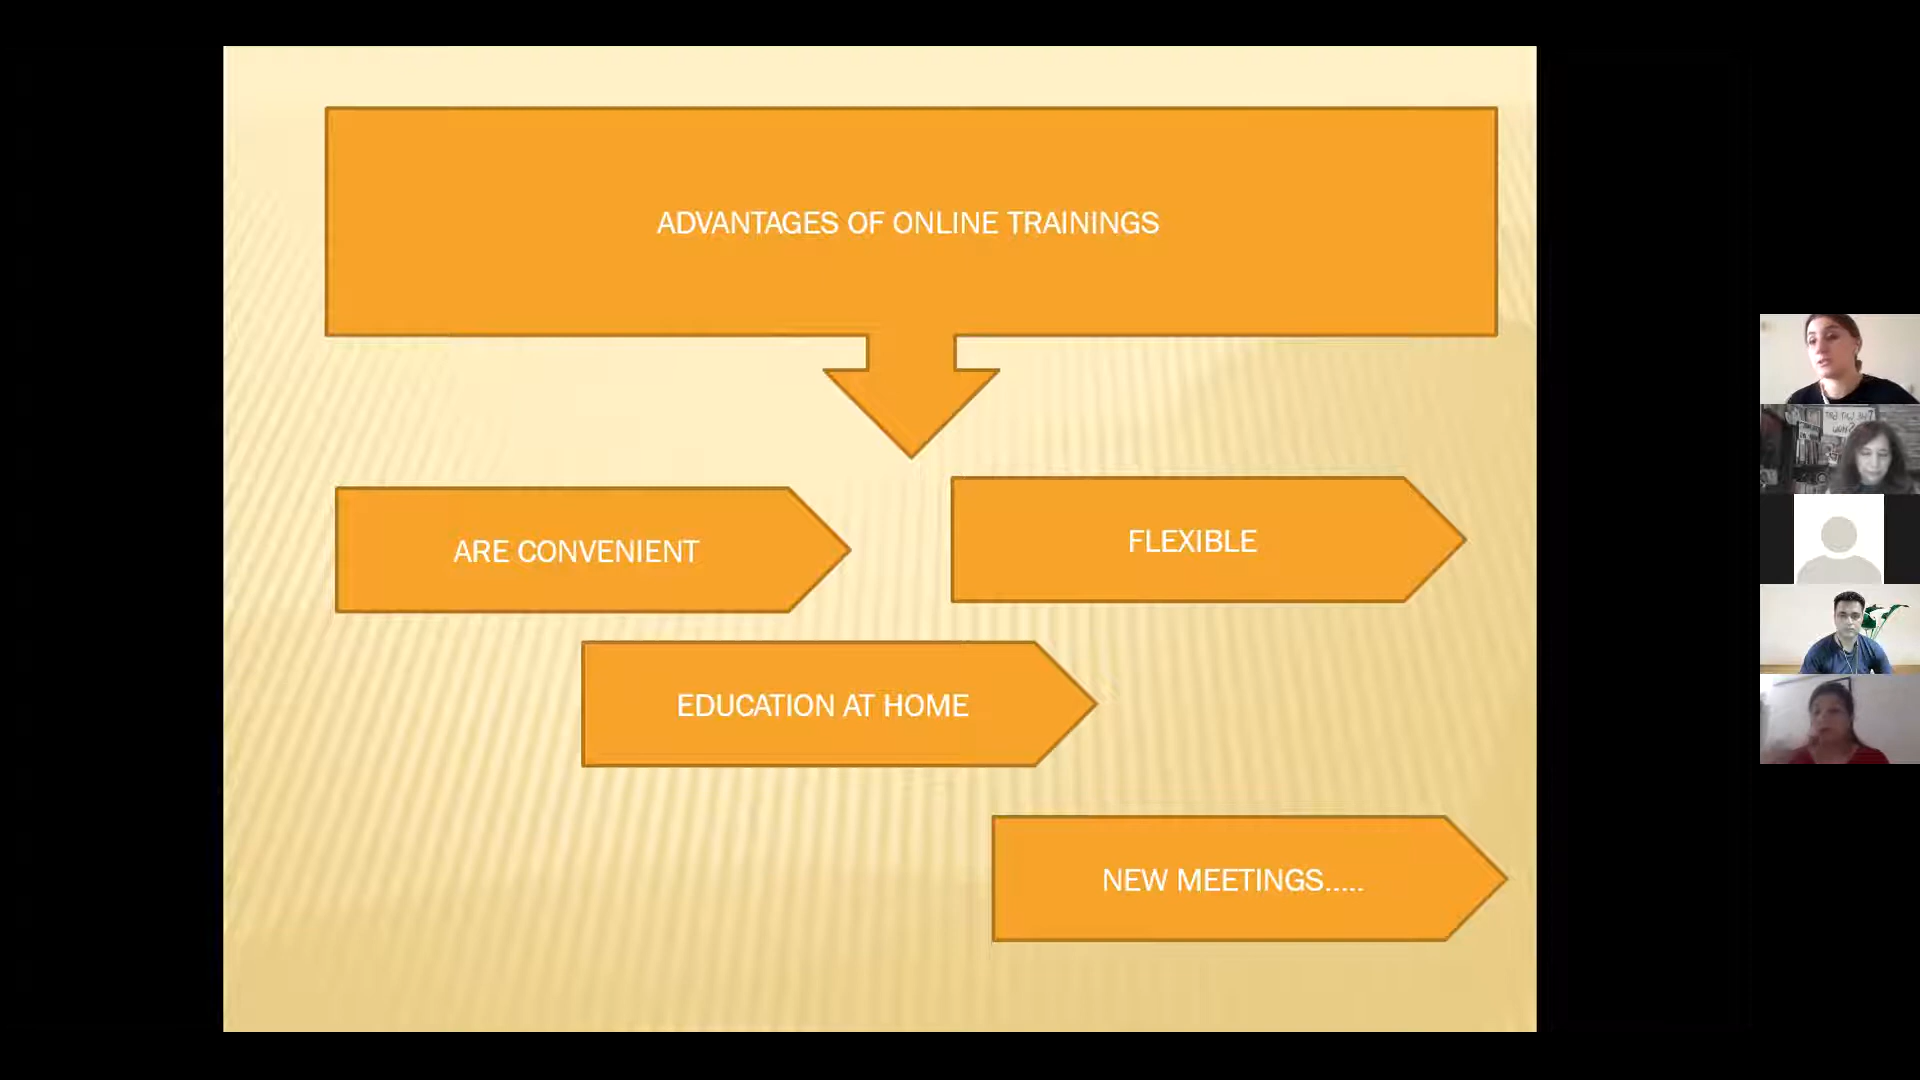 ADVANTAGES OF ONLINE TRAININGS
ARE CONVENIENT
FLEXIBLE
EDUCATION AT HOME
NEW MEETINGS.....